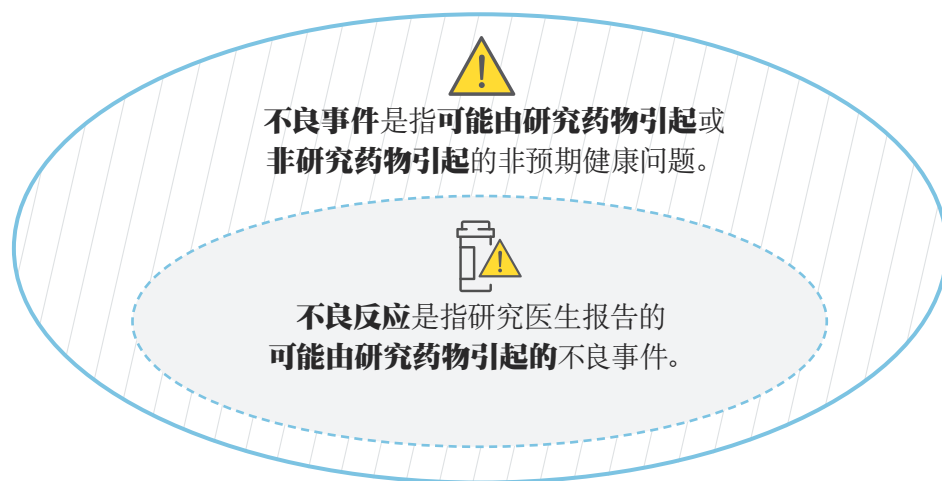 不良事件是指可能由研究药物引起或
非研究药物引起的非预期健康问题。
不良反应是指研究医生报告的
可能由研究药物引起的不良事件。